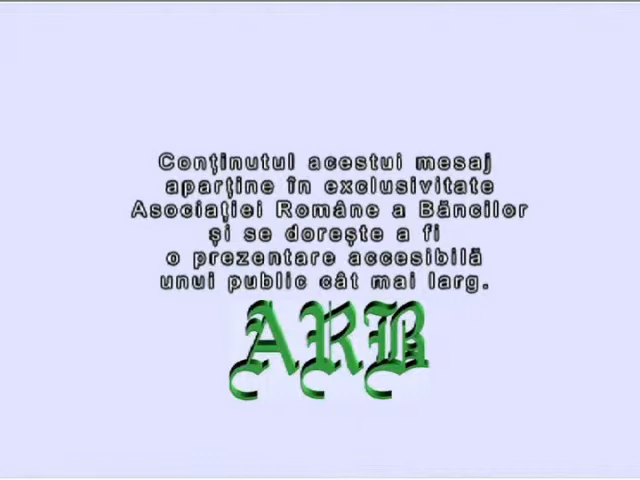 Conţinutul acestui mesaj
aparţine în exclusivitate
Asociaţiei Române a Băncilor
şi se doreşte a fi
o prezentare accesibilă
unui public cât mai larg.
ARB